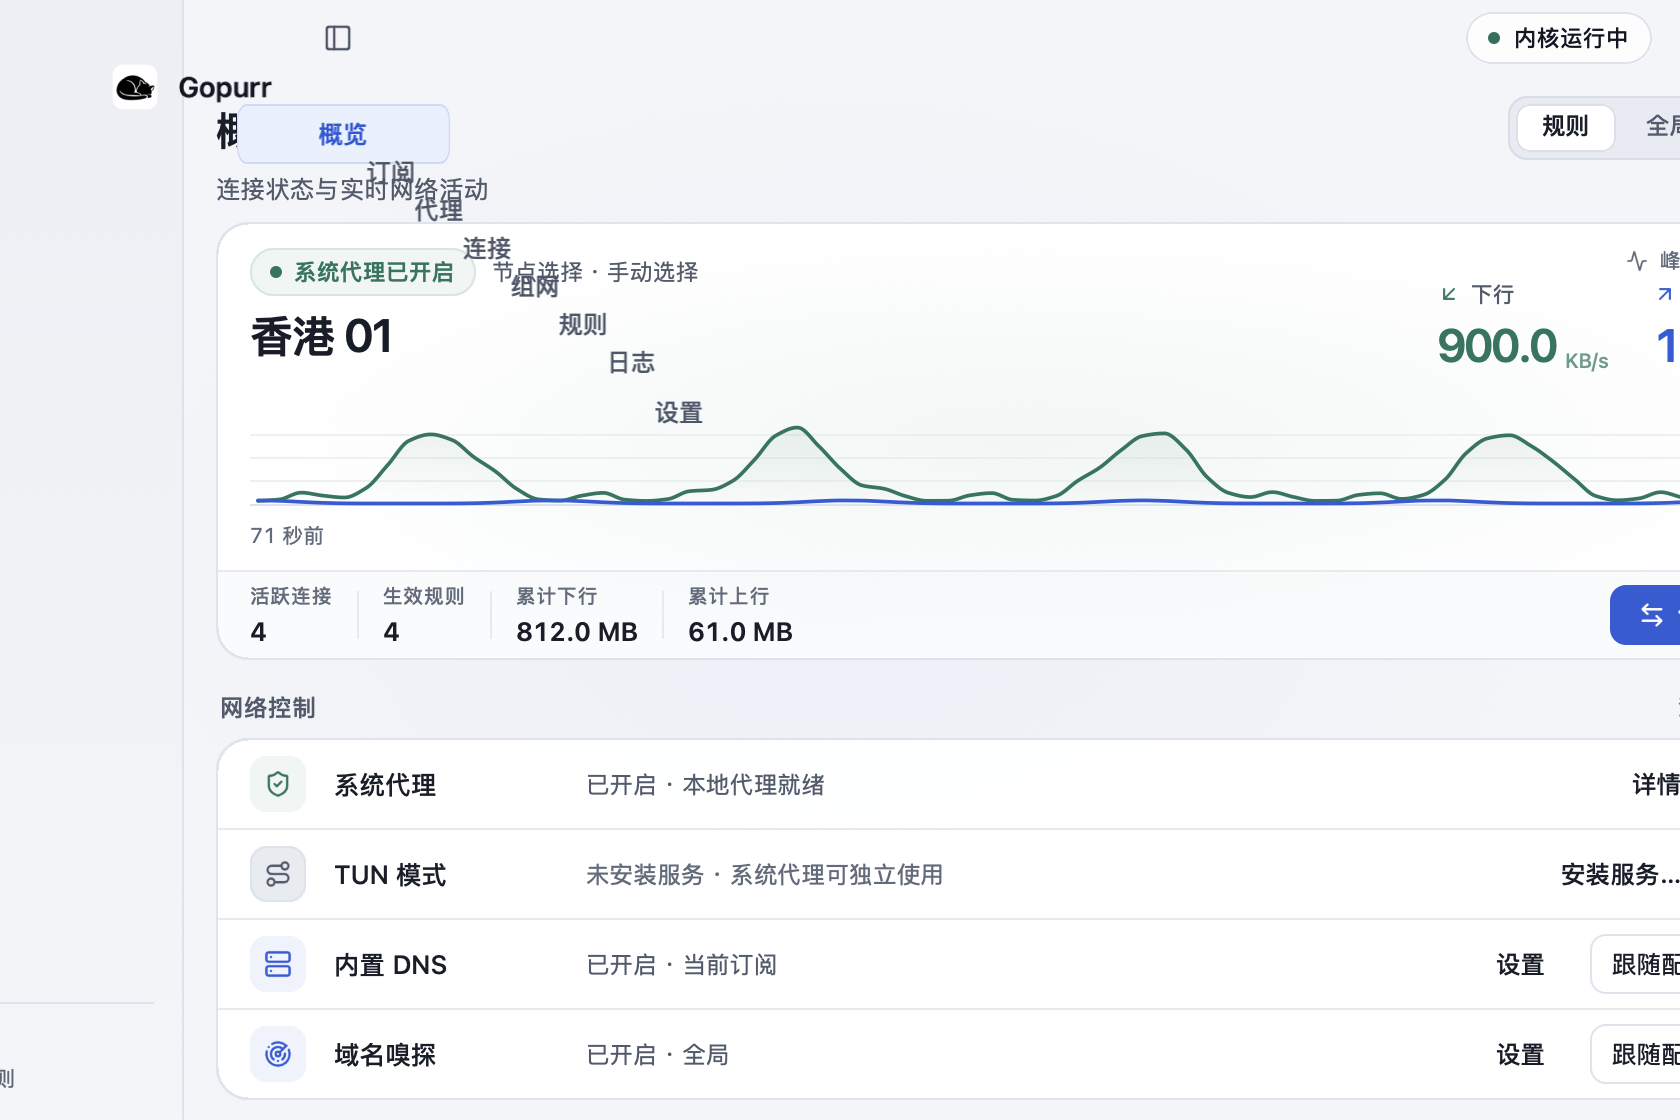 内核运行中
Gopurr
概览
规则
订阅
连接状态与实时网络活动
代理
连接
系统代理已开启
节点选择 · 手动选择
组网
下行
香港 01
规则
900.0 KB/s
日志
设置
71 秒前
活跃连接
生效规则
累计下行
累计上行
4
4
812.0 MB
61.0 MB
网络控制
系统代理
已开启 · 本地代理就绪
详情
TUN 模式
未安装服务 · 系统代理可独立使用
安装服务...
内置 DNS
已开启 · 当前订阅
设置
跟随配
域名嗅探
已开启 · 全局
设置
跟随配
则